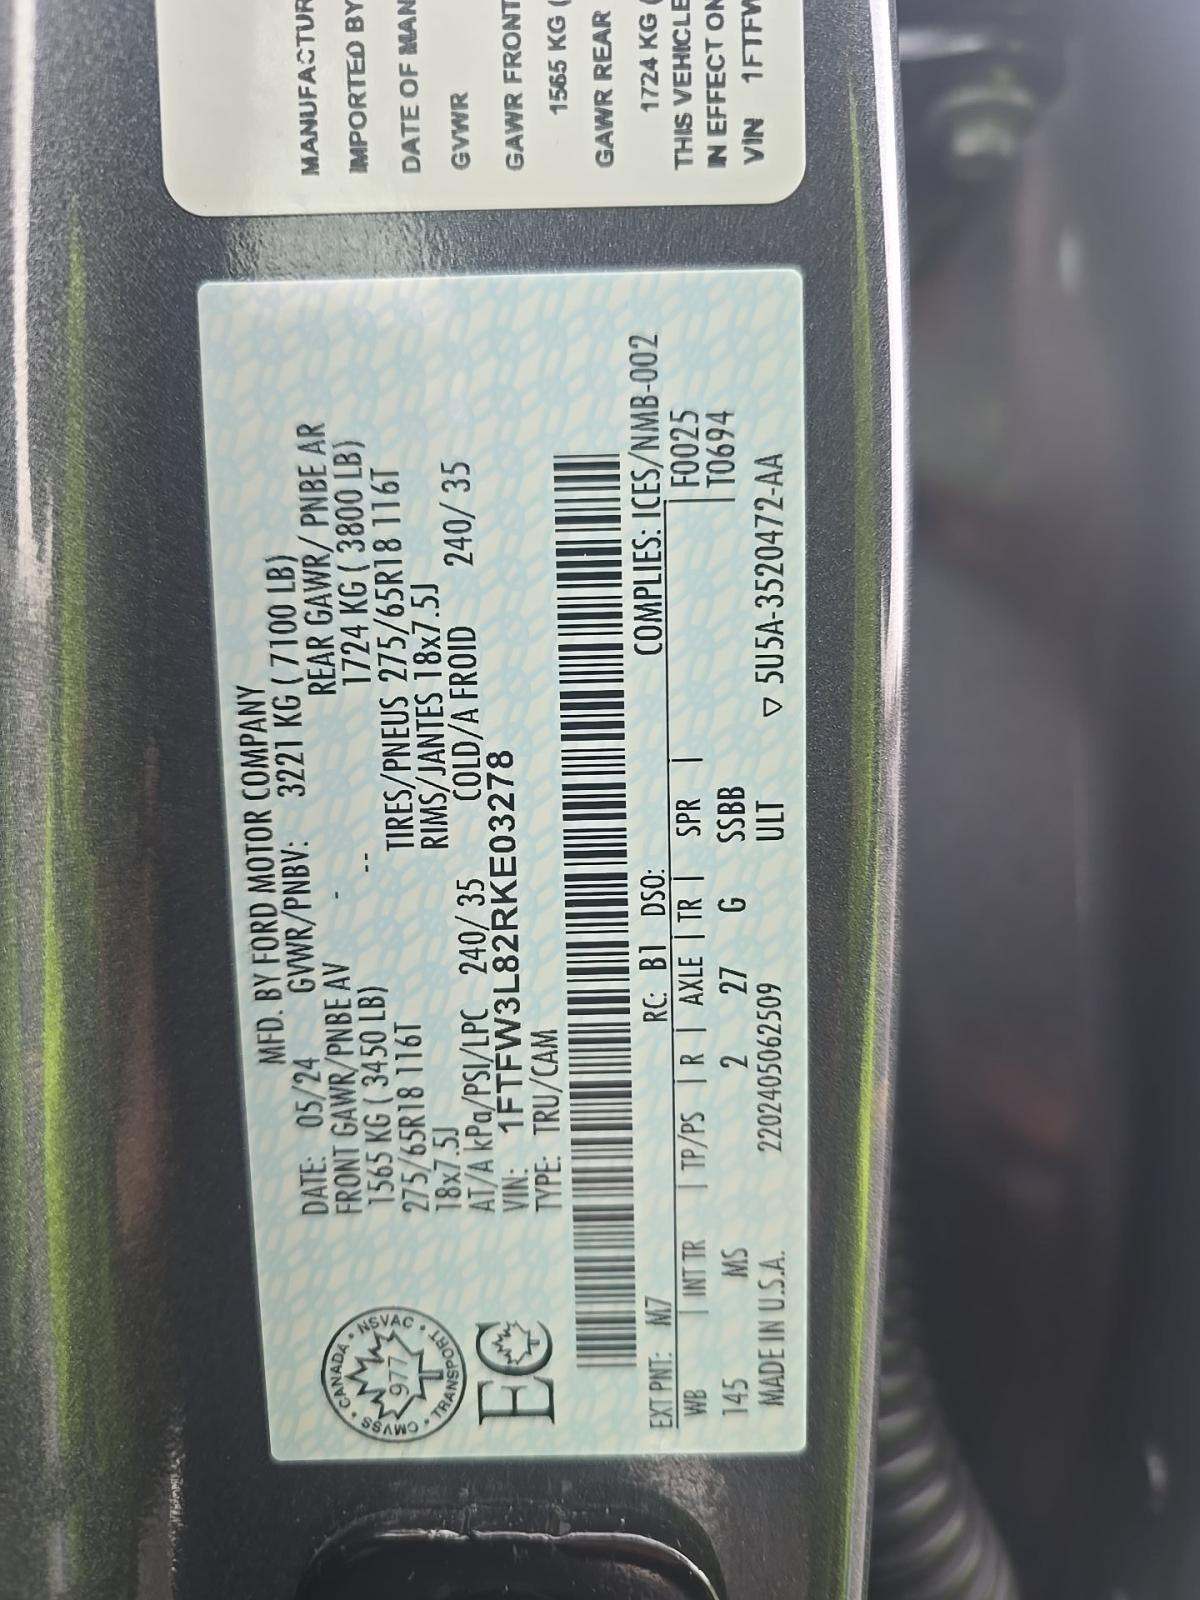 MFD. BY FORD MOTOR COMPANY
DATE: 05/24 GVWR/PNBV: 3221 KG ( 7100 LB)
FRONT GAWR/PNBE AV - REAR GAWR/ PNBE AR
1565 KG ( 3450 LB) -- 1724 KG ( 3800 LB)
275/65R18 116T TIRES/PNEUS 275/65R18 116T
18x7.5J RIMS/JANTES 18x7.5J
AT/A kPa/PSI/LPC 240/ 35 COLD/A FROID 240/ 35
VIN: 1FTFW3L82RKE03278
TYPE: TRU/CAM
CANADA • NSVAC • TRANSPORT • CMVSS •
977
EC
COMPLIES: ICES/NMB-002
EXT PNT: M7 RC: B1 DSO: F0025
WB | INT TR | TP/PS | R | AXLE | TR | SPR | T0694
145 MS 2 27 G SSBB
ULT
MADE IN U.S.A. 2202405062509 ▽ 5U5A-3520472-AA
MANUFACTUR
IMPORTED BY
DATE OF MAN
GVWR
GAWR FRONT
1565 KG (
GAWR REAR
1724 KG (
THIS VEHICLE
IN EFFECT ON
VIN 1FTFW